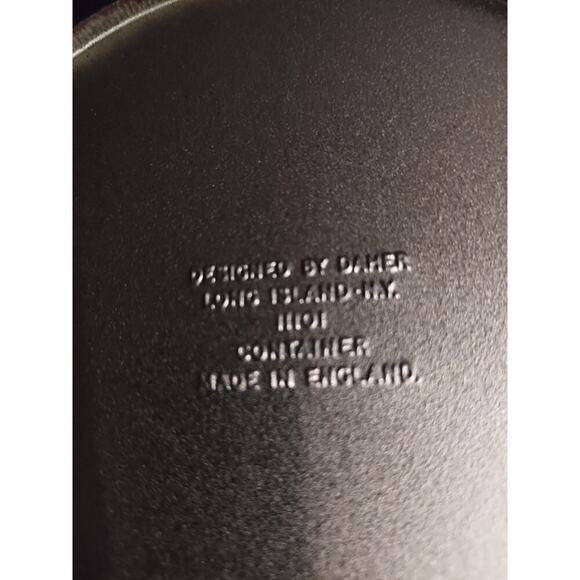 DESIGNED BY DAHER
LONG ISLAND-N.Y.
11101
CONTAINER
MADE IN ENGLAND.